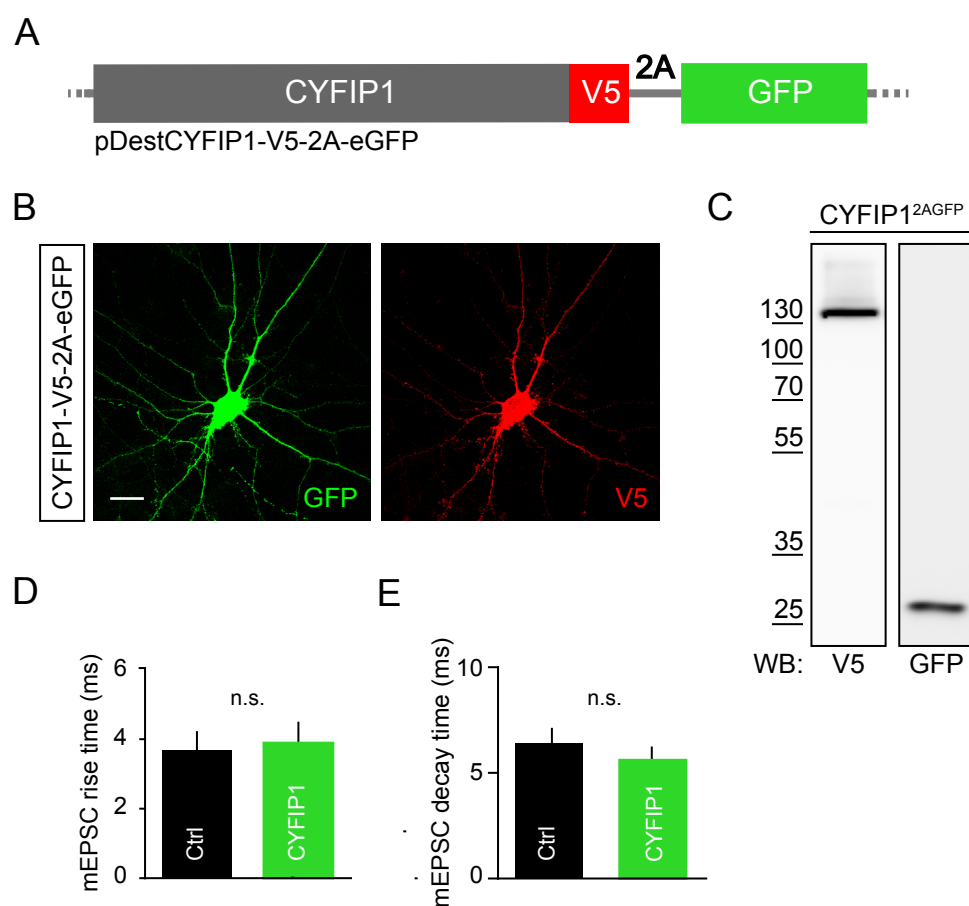 A
CYFIP1 V5 2A GFP
pDestCYFIP1-V5-2A-eGFP
B
CYFIP1-V5-2A-eGFP
GFP
V5
C
CYFIP1²ᴬᴳᶠᴾ
130
100
70
55
35
25
WB: V5 GFP
D
mEPSC rise time (ms)
6
4
2
0
n.s.
Ctrl
CYFIP1
E
mEPSC decay time (ms)
10
5
0
n.s.
Ctrl
CYFIP1